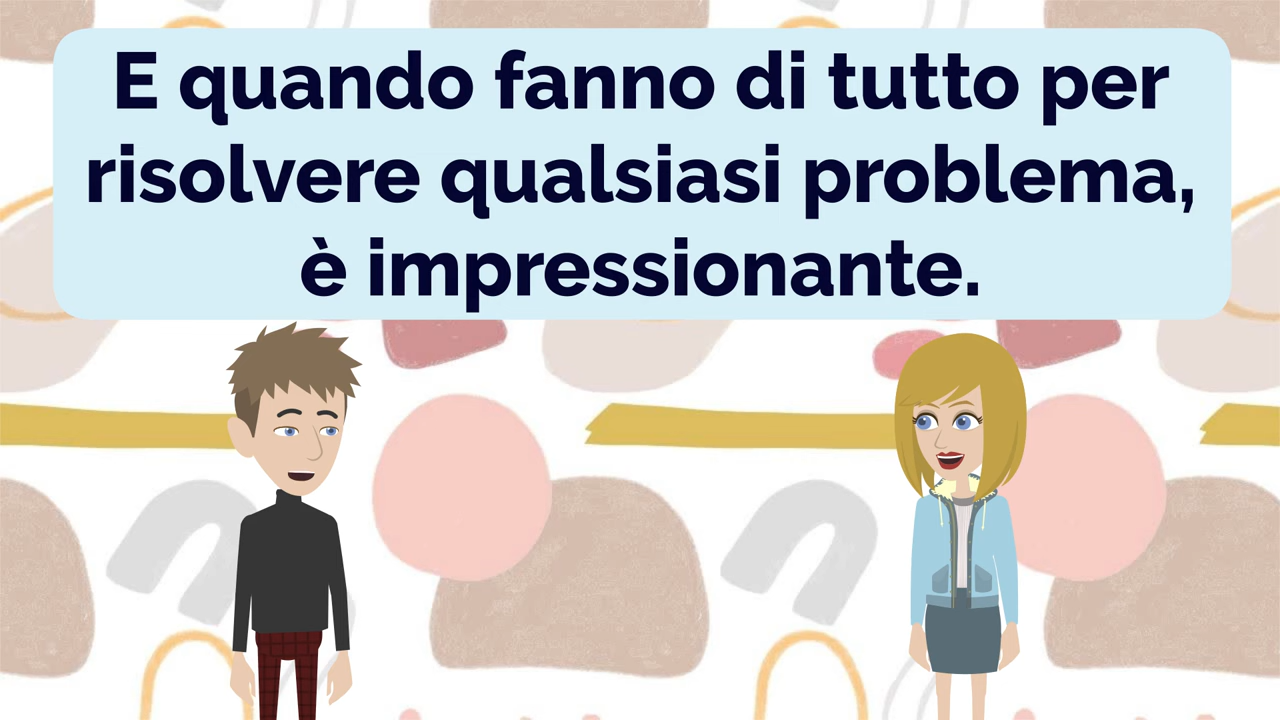 E quando fanno di tutto per
risolvere qualsiasi problema,
è impressionante.